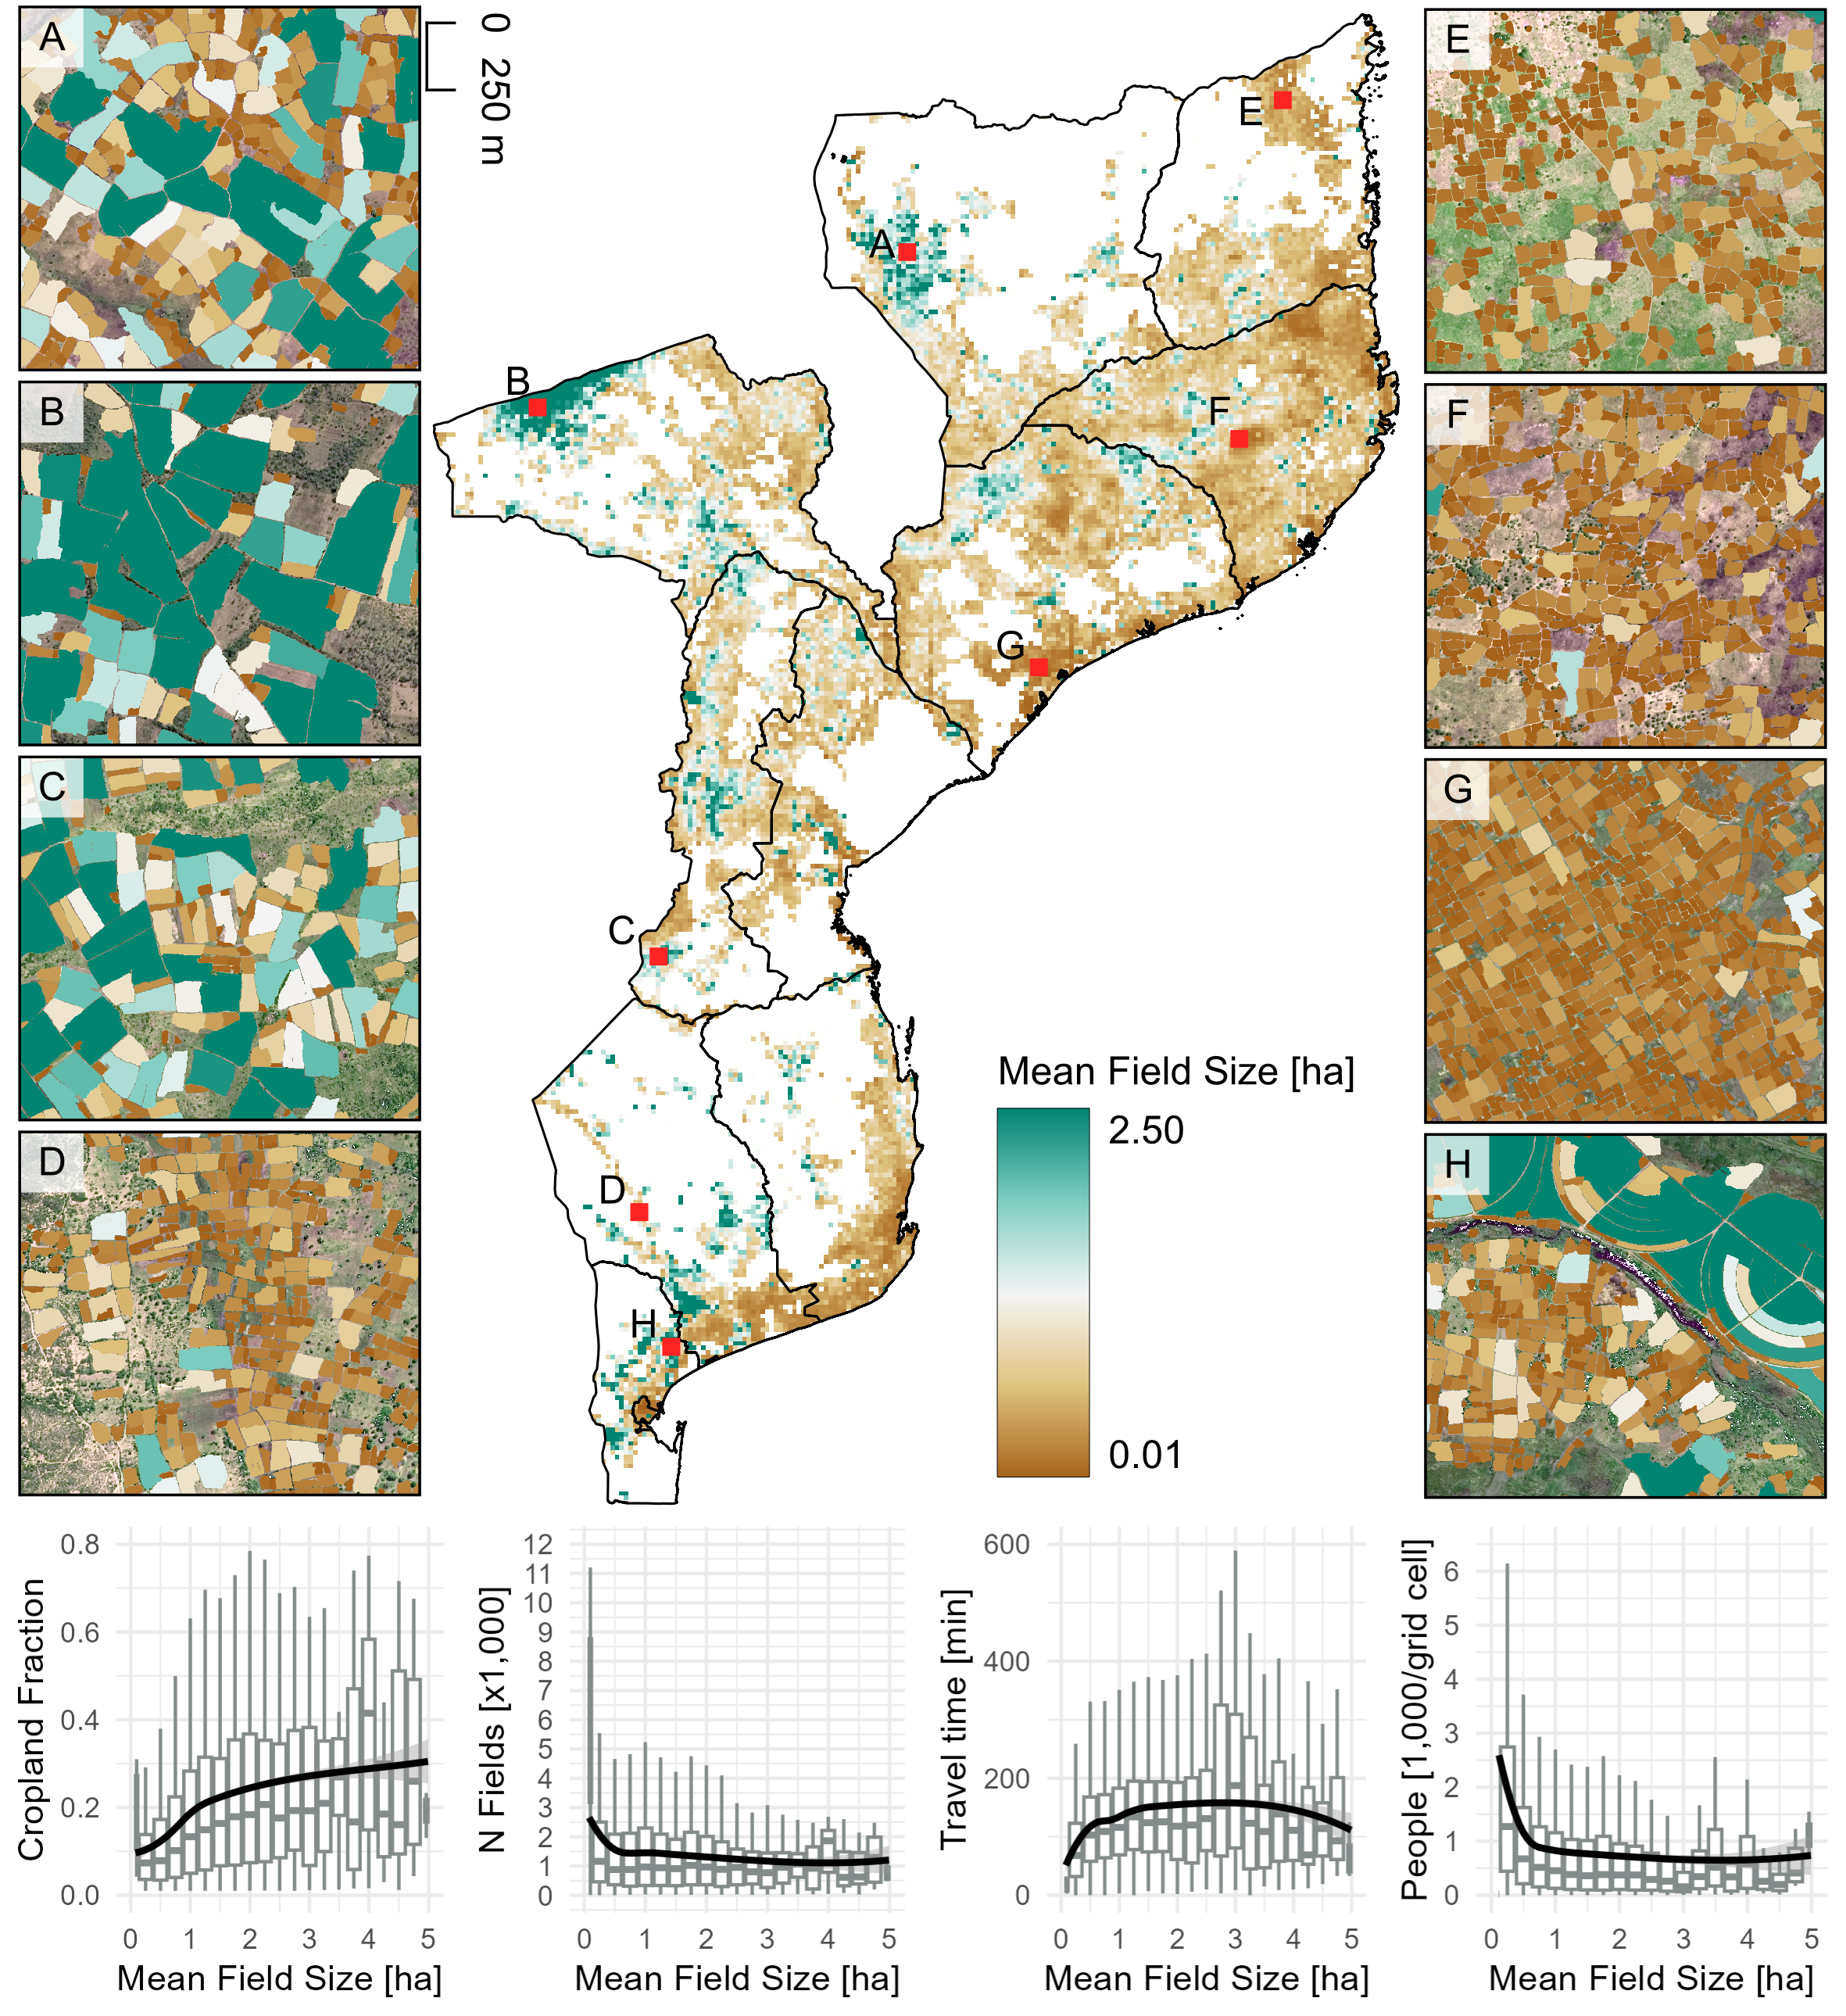 A
0 250 m
B
C
D
E
F
G
H
A
B
C
D
E
F
G
H
Mean Field Size [ha]
2.50
0.01
Cropland Fraction
0.8
0.6
0.4
0.2
0.0
0 1 2 3 4 5
Mean Field Size [ha]
N Fields [x1,000]
12
11
10
9
8
7
6
5
4
3
2
1
0
0 1 2 3 4 5
Mean Field Size [ha]
Travel time [min]
600
400
200
0
0 1 2 3 4 5
Mean Field Size [ha]
People [1,000/grid cell]
6
5
4
3
2
1
0
0 1 2 3 4 5
Mean Field Size [ha]